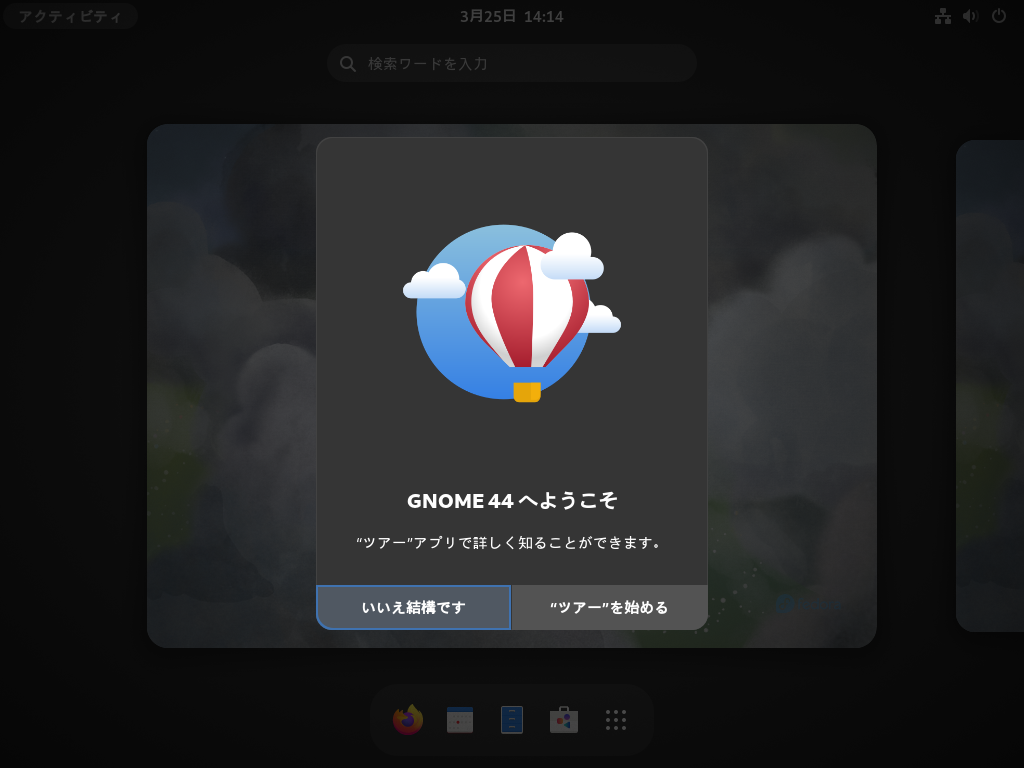 アクティビティ
3月25日 14:14
検索ワードを入力
GNOME 44 へようこそ
“ツアー”アプリで詳しく知ることができます。
いいえ結構です
“ツアー”を始める